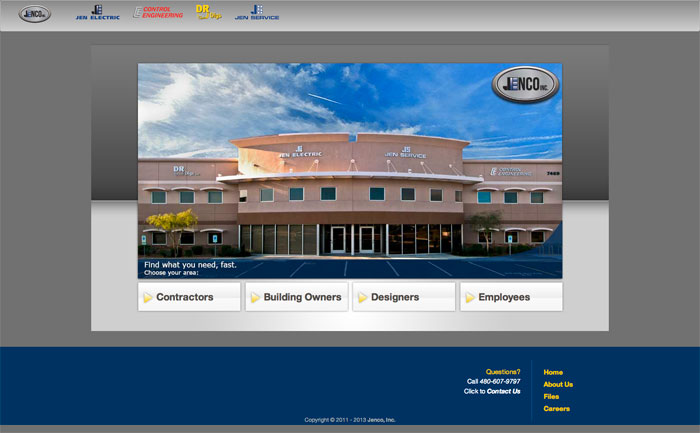 JENCO INC.
JEN ELECTRIC
CONTROL
ENGINEERING
DR
Digs
JEN SERVICE
JENCO INC.
JEN ELECTRIC
JEN SERVICE
DR
CONTROL
ENGINEERING
7469
Find what you need, fast.
Choose your area:
Contractors
Building Owners
Designers
Employees
Questions?
Call 480-607-9797
Click to Contact Us
Home
About Us
Files
Careers
Copyright © 2011 - 2013 Jenco, Inc.